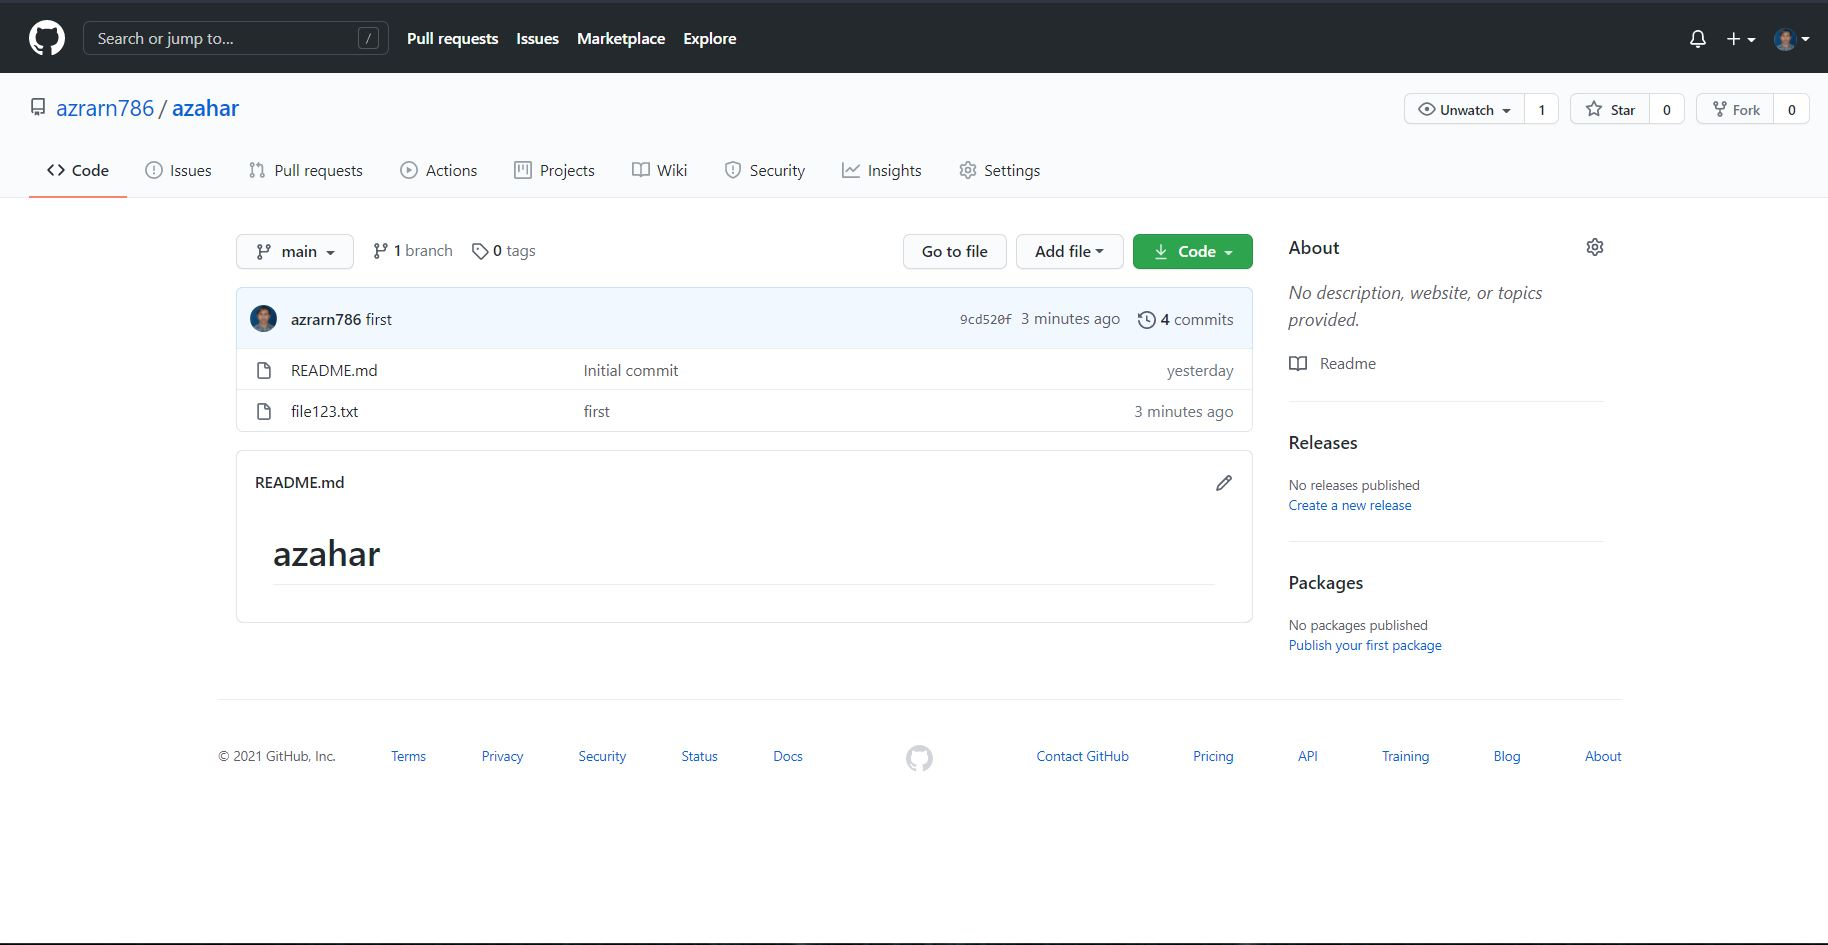 Search or jump to... /
Pull requests Issues Marketplace Explore
azrarn786 / azahar
Unwatch 1 Star 0 Fork 0
Code Issues Pull requests Actions Projects Wiki Security Insights Settings
main 1 branch 0 tags
Go to file Add file Code
azrarn786 first 9cd520f 3 minutes ago 4 commits
README.md Initial commit yesterday
file123.txt first 3 minutes ago
README.md
azahar
About
No description, website, or topics
provided.
Readme
Releases
No releases published
Create a new release
Packages
No packages published
Publish your first package
© 2021 GitHub, Inc. Terms Privacy Security Status Docs Contact GitHub Pricing API Training Blog About